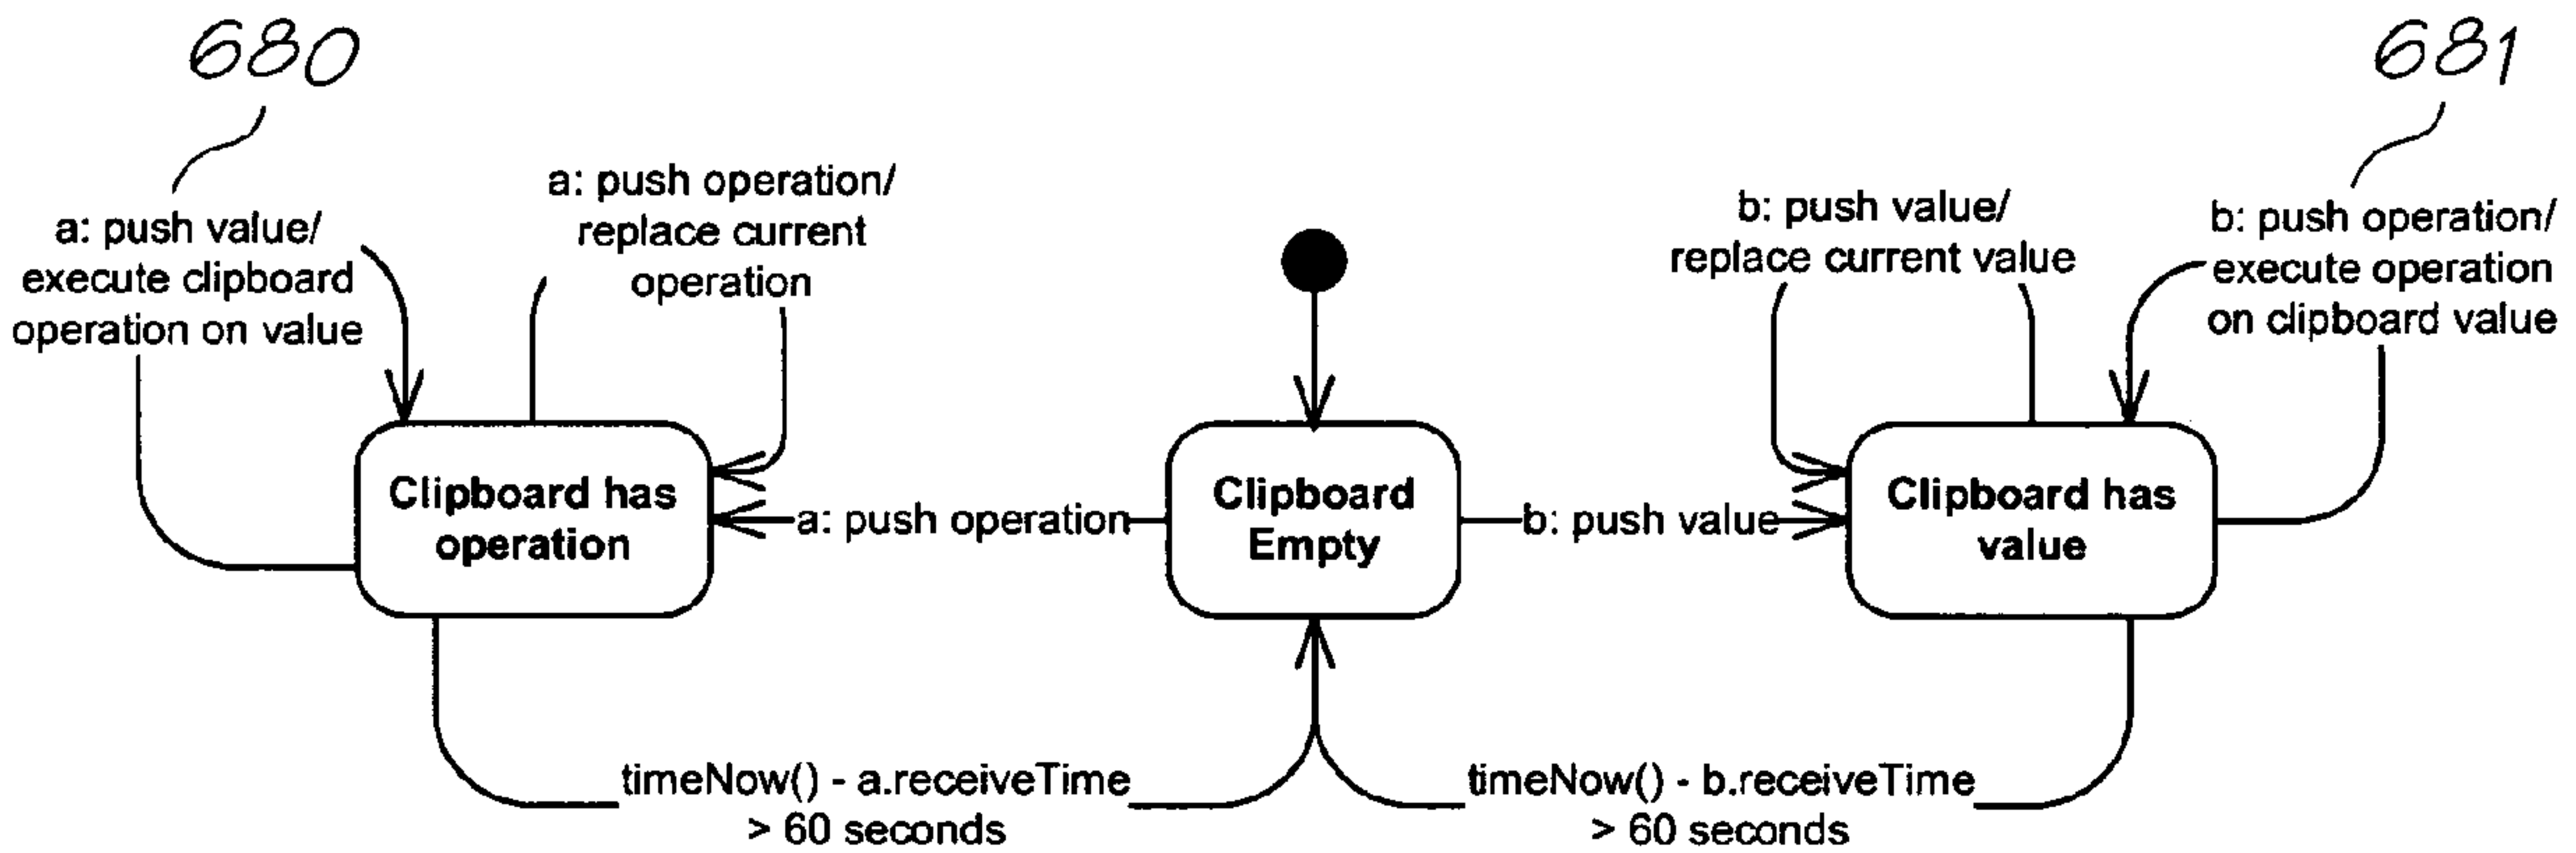 680
681
a: push value/
execute clipboard
operation on value
a: push operation/
replace current
operation
b: push value/
replace current value
b: push operation/
execute operation
on clipboard value
Clipboard has
operation
a: push operation
Clipboard
Empty
b: push value
Clipboard has
value
timeNow() - a.receiveTime
> 60 seconds
timeNow() - b.receiveTime
> 60 seconds